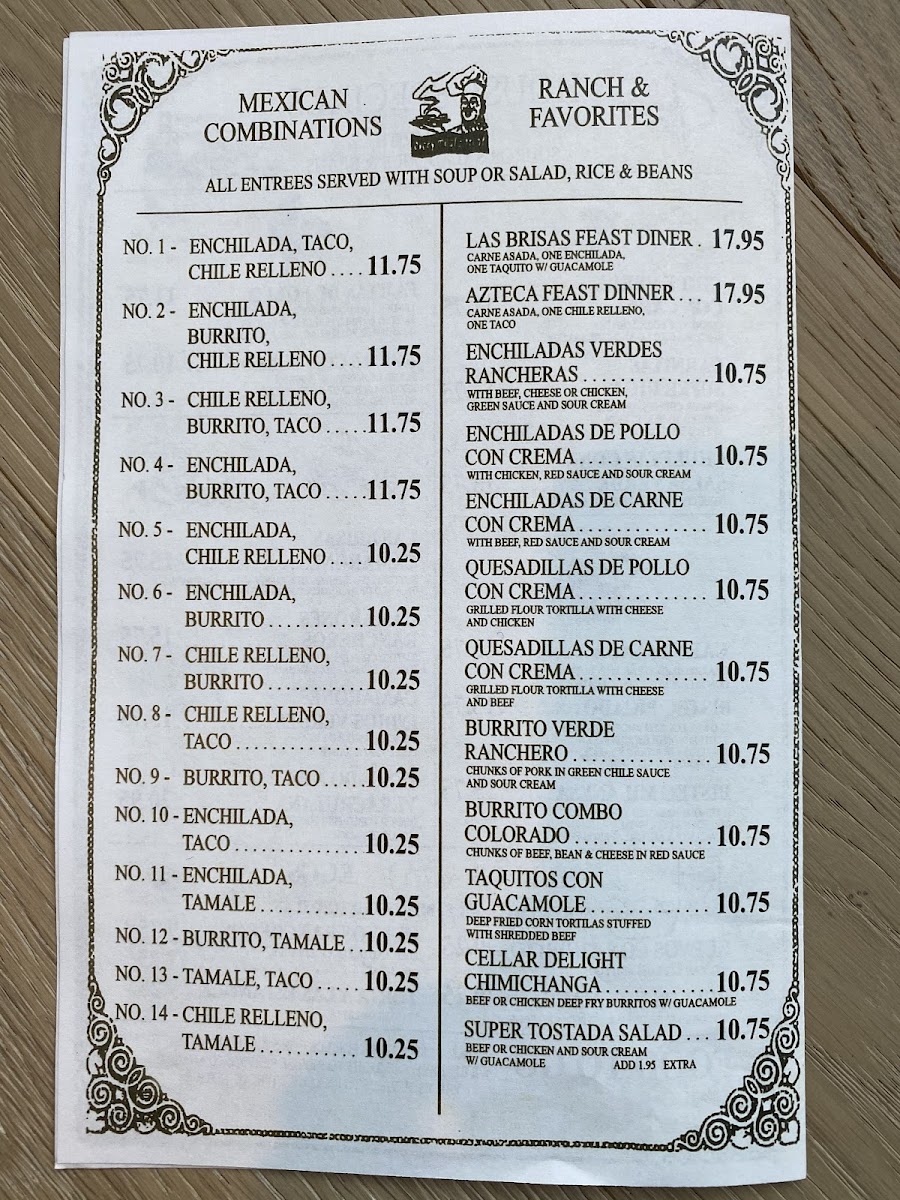 MEXICAN
COMBINATIONS
RANCH &
FAVORITES
ALL ENTREES SERVED WITH SOUP OR SALAD, RICE & BEANS
NO. 1 - ENCHILADA, TACO,
CHILE RELLENO .... 11.75
NO. 2 - ENCHILADA,
BURRITO,
CHILE RELLENO .... 11.75
NO. 3 - CHILE RELLENO,
BURRITO, TACO ..... 11.75
NO. 4 - ENCHILADA,
BURRITO, TACO ..... 11.75
NO. 5 - ENCHILADA,
CHILE RELLENO .... 10.25
NO. 6 - ENCHILADA,
BURRITO ........... 10.25
NO. 7 - CHILE RELLENO,
BURRITO ........... 10.25
NO. 8 - CHILE RELLENO,
TACO .............. 10.25
NO. 9 - BURRITO, TACO ..... 10.25
NO. 10 - ENCHILADA,
TACO .............. 10.25
NO. 11 - ENCHILADA,
TAMALE ............ 10.25
NO. 12 - BURRITO, TAMALE .. 10.25
NO. 13 - TAMALE, TACO ..... 10.25
NO. 14 - CHILE RELLENO,
TAMALE ............ 10.25
LAS BRISAS FEAST DINER . 17.95
CARNE ASADA, ONE ENCHILADA,
ONE TAQUITO W/ GUACAMOLE
AZTECA FEAST DINNER ... 17.95
CARNE ASADA, ONE CHILE RELLENO,
ONE TACO
ENCHILADAS VERDES
RANCHERAS ............. 10.75
WITH BEEF, CHEESE OR CHICKEN,
GREEN SAUCE AND SOUR CREAM
ENCHILADAS DE POLLO
CON CREMA ............. 10.75
WITH CHICKEN, RED SAUCE AND SOUR CREAM
ENCHILADAS DE CARNE
CON CREMA ............. 10.75
WITH BEEF, RED SAUCE AND SOUR CREAM
QUESADILLAS DE POLLO
CON CREMA ............. 10.75
GRILLED FLOUR TORTILLA WITH CHEESE
AND CHICKEN
QUESADILLAS DE CARNE
CON CREMA ............. 10.75
GRILLED FLOUR TORTILLA WITH CHEESE
AND BEEF
BURRITO VERDE
RANCHERO .............. 10.75
CHUNKS OF PORK IN GREEN CHILE SAUCE
AND SOUR CREAM
BURRITO COMBO
COLORADO .............. 10.75
CHUNKS OF BEEF, BEAN & CHEESE IN RED SAUCE
TAQUITOS CON
GUACAMOLE ............ 10.75
DEEP FRIED CORN TORTILAS STUFFED
WITH SHREDDED BEEF
CELLAR DELIGHT
CHIMICHANGA ........... 10.75
BEEF OR CHICKEN DEEP FRY BURRITOS W/ GUACAMOLE
SUPER TOSTADA SALAD ... 10.75
BEEF OR CHICKEN AND SOUR CREAM
W/ GUACAMOLE ADD 1.95 EXTRA